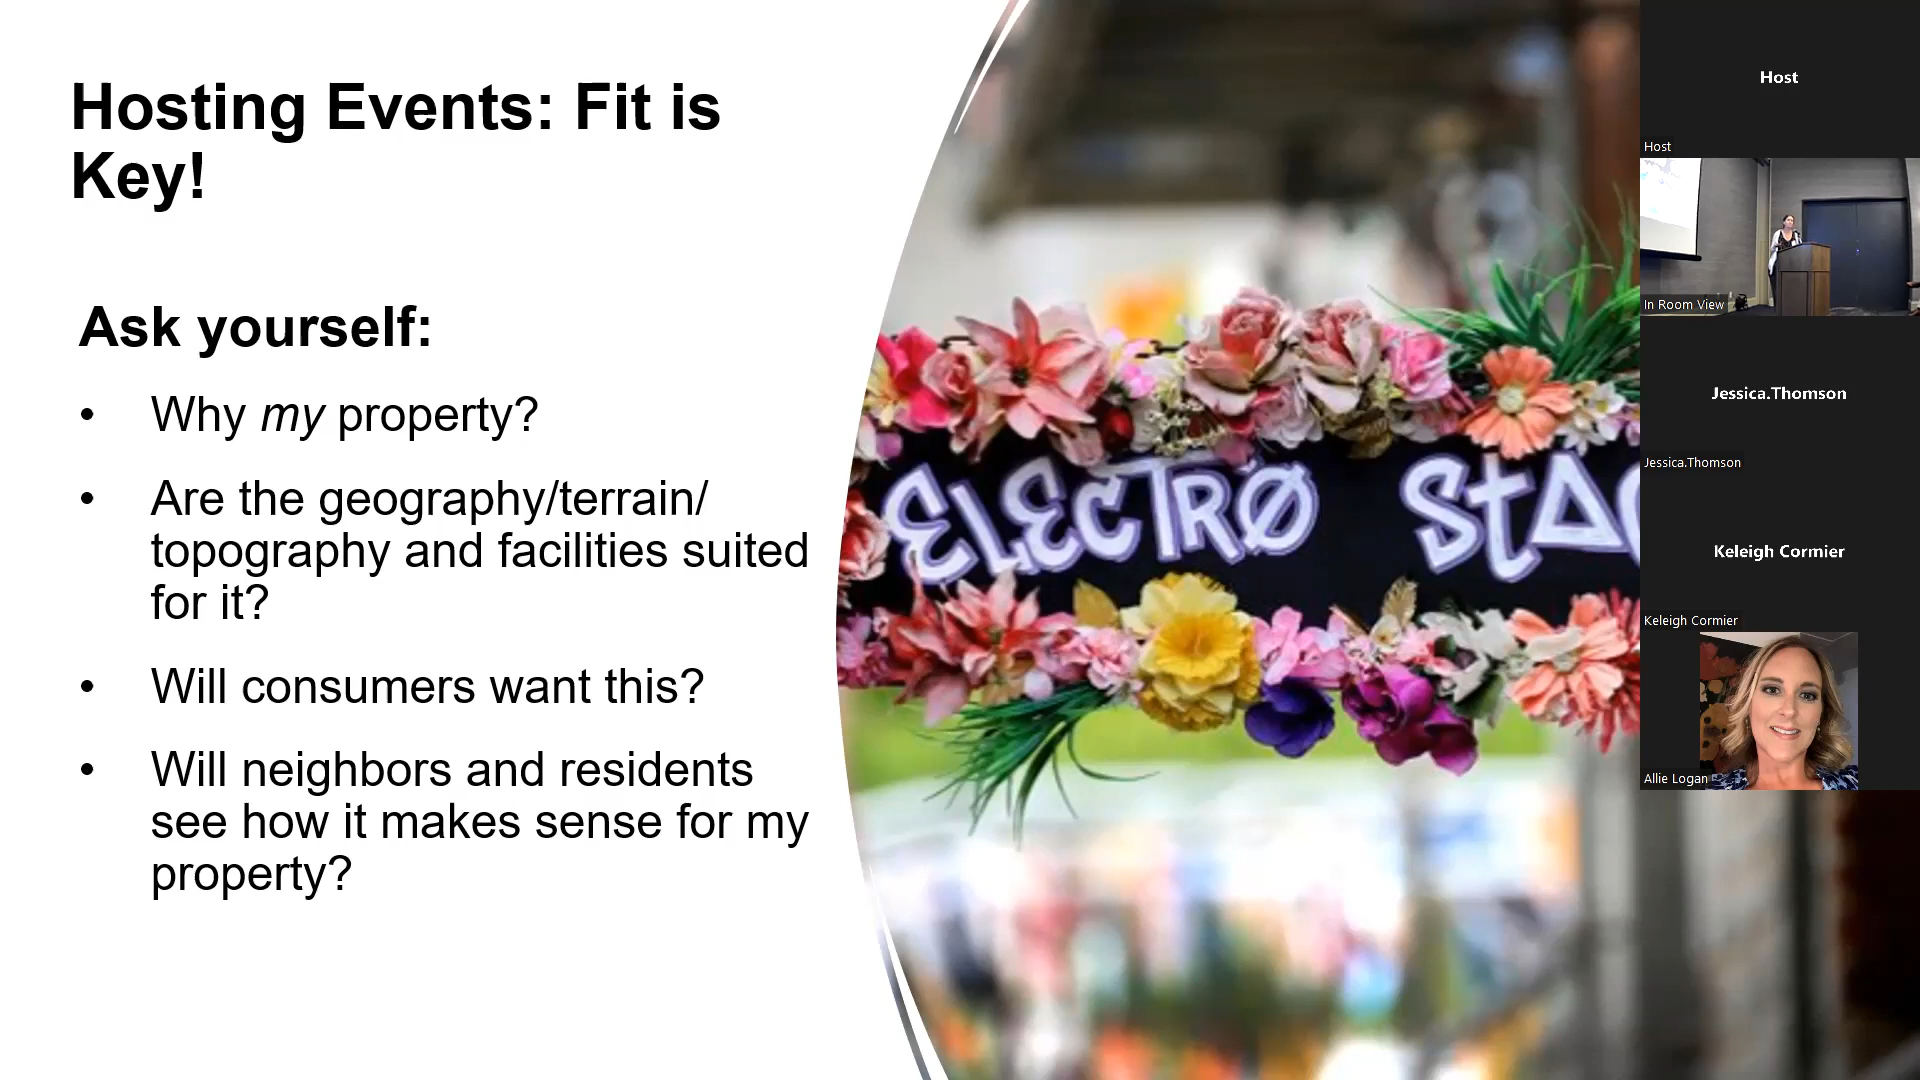 Hosting Events: Fit is
Key!
Ask yourself:
• Why my property?
• Are the geography/terrain/
topography and facilities suited
for it?
• Will consumers want this?
• Will neighbors and residents
see how it makes sense for my
property?
ELECTRØ
Host
Host
In Room View
Jessica.Thomson
Jessica.Thomson
Keleigh Cormier
Keleigh Cormier
Allie Logan